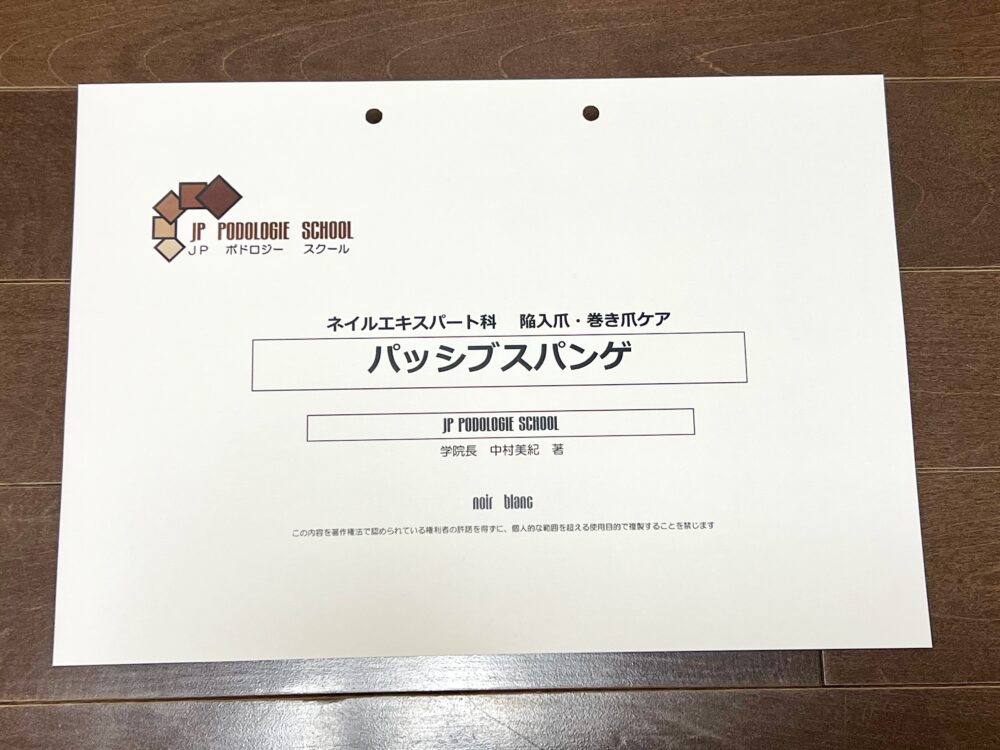 JP PODOLOGIE SCHOOL
JP ポドロジー スクール
ネイルエキスパート科 陥入爪・巻き爪ケア
パッシブスパンゲ
JP PODOLOGIE SCHOOL
学院長 中村美紀 著
noir blanc
この内容を著作権法で認められている権利者の許諾を得ずに、個人的な範囲を超える使用目的で複製することを禁じます